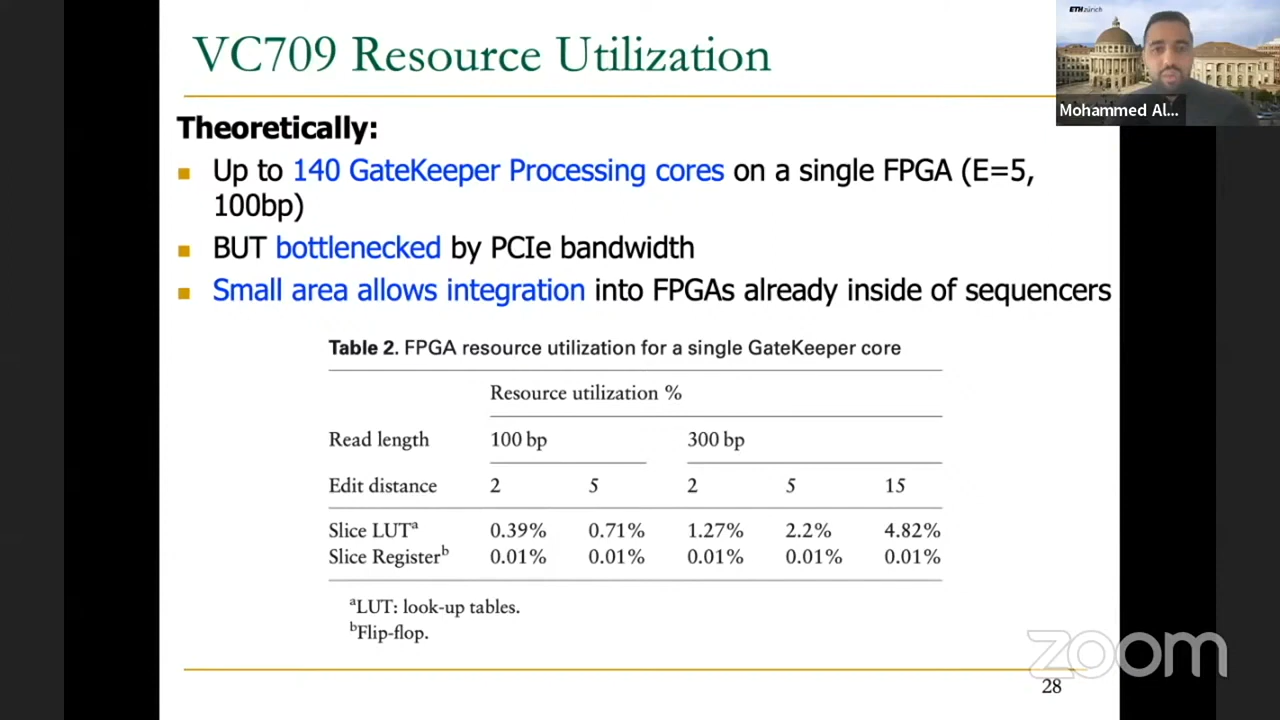 VC709 Resource Utilization
ETH zürich
Mohammed Al...
Theoretically:
Up to 140 GateKeeper Processing cores on a single FPGA (E=5,
100bp)
BUT bottlenecked by PCIe bandwidth
Small area allows integration into FPGAs already inside of sequencers
Table 2. FPGA resource utilization for a single GateKeeper core
Resource utilization %
Read length 100 bp 300 bp
Edit distance 2 5 2 5 15
Slice LUTᵃ 0.39% 0.71% 1.27% 2.2% 4.82%
Slice Registerᵇ 0.01% 0.01% 0.01% 0.01% 0.01%
ᵃLUT: look-up tables.
ᵇFlip-flop.
zoom
28